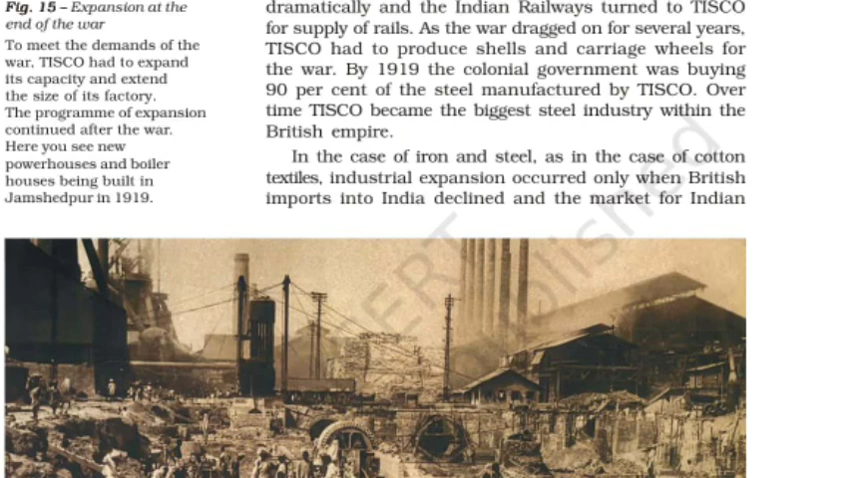 Fig. 15 – Expansion at the
end of the war
To meet the demands of the
war, TISCO had to expand
its capacity and extend
the size of its factory.
The programme of expansion
continued after the war.
Here you see new
powerhouses and boiler
houses being built in
Jamshedpur in 1919.
dramatically and the Indian Railways turned to TISCO
for supply of rails. As the war dragged on for several years,
TISCO had to produce shells and carriage wheels for
the war. By 1919 the colonial government was buying
90 per cent of the steel manufactured by TISCO. Over
time TISCO became the biggest steel industry within the
British empire.
In the case of iron and steel, as in the case of cotton
textiles, industrial expansion occurred only when British
imports into India declined and the market for Indian